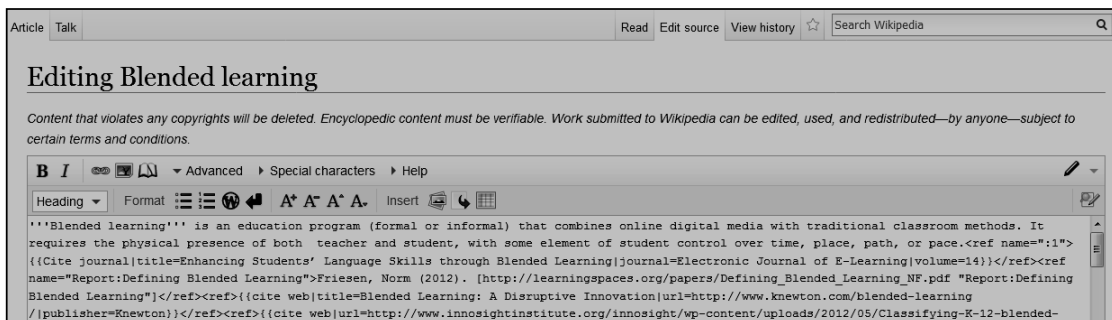 Article Talk Read Edit source View history Search Wikipedia
Editing Blended learning
Content that violates any copyrights will be deleted. Encyclopedic content must be verifiable. Work submitted to Wikipedia can be edited, used, and redistributed—by anyone—subject to
certain terms and conditions.
B I Advanced Special characters Help
Heading Format W A+ A- A^ A Insert
'''Blended learning''' is an education program (formal or informal) that combines online digital media with traditional classroom methods. It
requires the physical presence of both  teacher and student, with some element of student control over time, place, path, or pace.<ref name=":1">
{{Cite journal|title=Enhancing Students’ Language Skills through Blended Learning|journal=Electronic Journal of E-Learning|volume=14}}</ref><ref
name="Report:Defining Blended Learning">Friesen, Norm (2012). [http://learningspaces.org/papers/Defining_Blended_Learning_NF.pdf "Report:Defining
Blended Learning"]</ref><ref>{{cite web|title=Blended Learning: A Disruptive Innovation|url=http://www.knewton.com/blended-learning
/|publisher=Knewton}}</ref><ref>{{cite web|url=http://www.innosightinstitute.org/innosight/wp-content/uploads/2012/05/Classifying-K-12-blended-